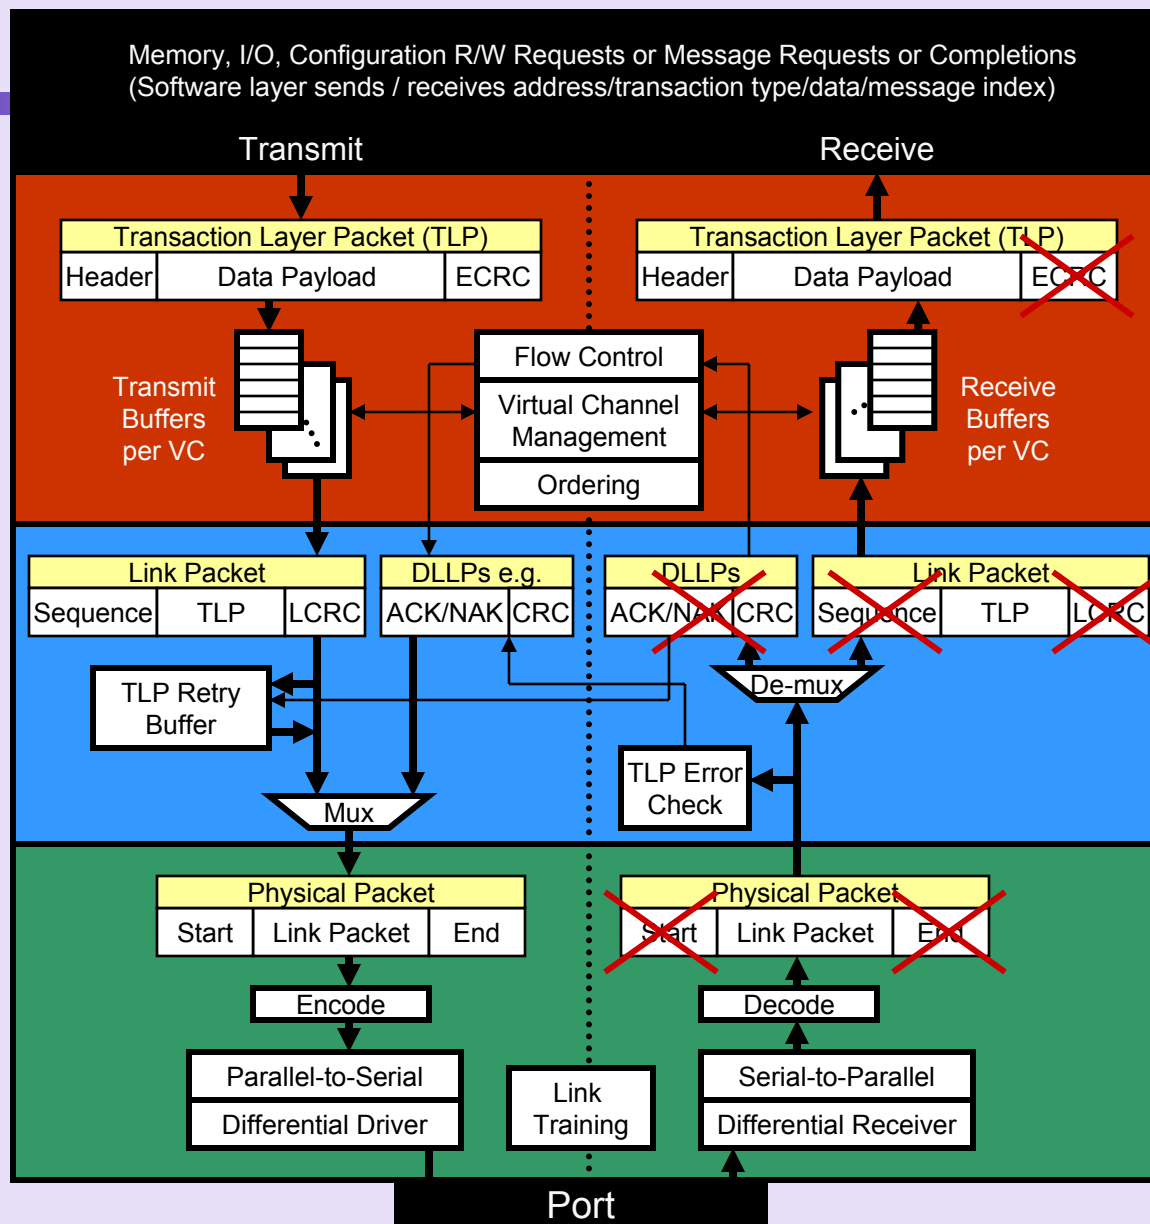 Memory, I/O, Configuration R/W Requests or Message Requests or Completions
(Software layer sends / receives address/transaction type/data/message index)
Transmit
Receive
Transaction Layer Packet (TLP)
Header
Data Payload
ECRC
Transaction Layer Packet (TLP)
Header
Data Payload
ECRC
Transmit
Buffers
per VC
Flow Control
Virtual Channel
Management
Ordering
Receive
Buffers
per VC
Link Packet
Sequence
TLP
LCRC
DLLPs e.g.
ACK/NAK
CRC
DLLPs
ACK/NAK
CRC
Link Packet
Sequence
TLP
LCRC
TLP Retry
Buffer
De-mux
TLP Error
Check
Mux
Physical Packet
Start
Link Packet
End
Physical Packet
Start
Link Packet
End
Encode
Decode
Parallel-to-Serial
Differential Driver
Link
Training
Serial-to-Parallel
Differential Receiver
Port